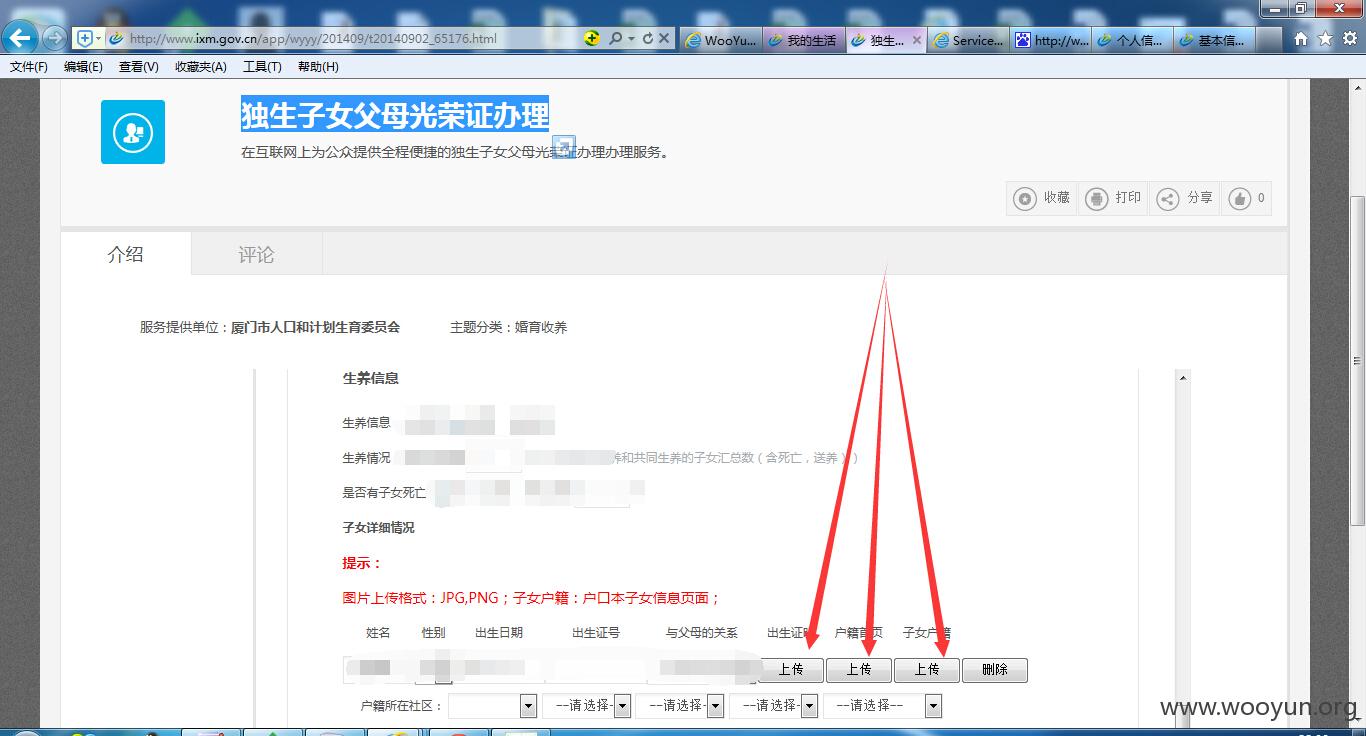 http://www.ixm.gov.cn/app/wyyy/201409/t20140902_65176.html
WooYu... 我的生活 独生... Service... http://w... 个人信... 基本信...
文件(F) 编辑(E) 查看(V) 收藏夹(A) 工具(T) 帮助(H)
独生子女父母光荣证办理
在互联网上为公众提供全程便捷的独生子女父母光荣证办理办理服务。
收藏 打印 分享 0
介绍 评论
服务提供单位：厦门市人口和计划生育委员会 主题分类：婚育收养
生养信息
生养信息
生养情况 养和共同生养的子女汇总数（含死亡，送养））
是否有子女死亡
子女详细情况
提示：
图片上传格式：JPG,PNG；子女户籍：户口本子女信息页面；
姓名 性别 出生日期 出生证号 与父母的关系 出生证明 户籍首页 子女户籍
上传 上传 上传 删除
户籍所在社区： --请选择- --请选择- --请选择- --请选择--
www.wooyun.org